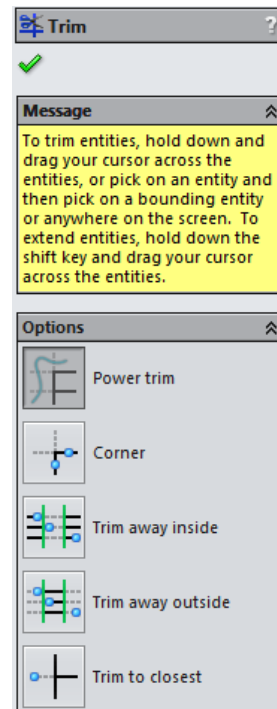 Trim ?
Message
To trim entities, hold down and
drag your cursor across the
entities, or pick on an entity and
then pick on a bounding entity
or anywhere on the screen. To
extend entities, hold down the
shift key and drag your cursor
across the entities.
Options
Power trim
Corner
Trim away inside
Trim away outside
Trim to closest